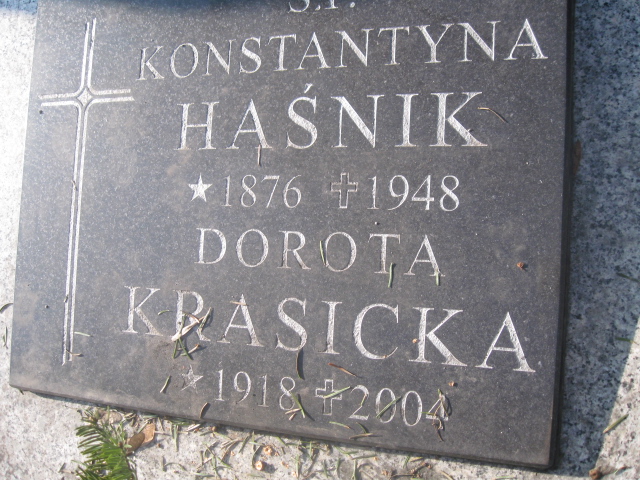 Ś.P.
KONSTANTYNA
HAŚNIK
★1876 ✝1948
DOROTA
KRASICKA
★1918 ✝2004